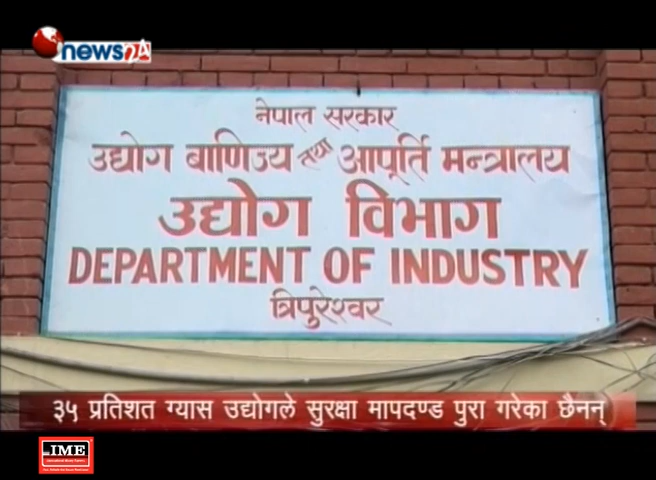 news24
नेपाल सरकार
उद्योग बाणिज्य तथा आपूर्ति मन्त्रालय
उद्योग विभाग
DEPARTMENT OF INDUSTRY
त्रिपुरेश्वर
३५ प्रतिशत ग्यास उद्योगले सुरक्षा मापदण्ड पुरा गरेका छैनन्
IME